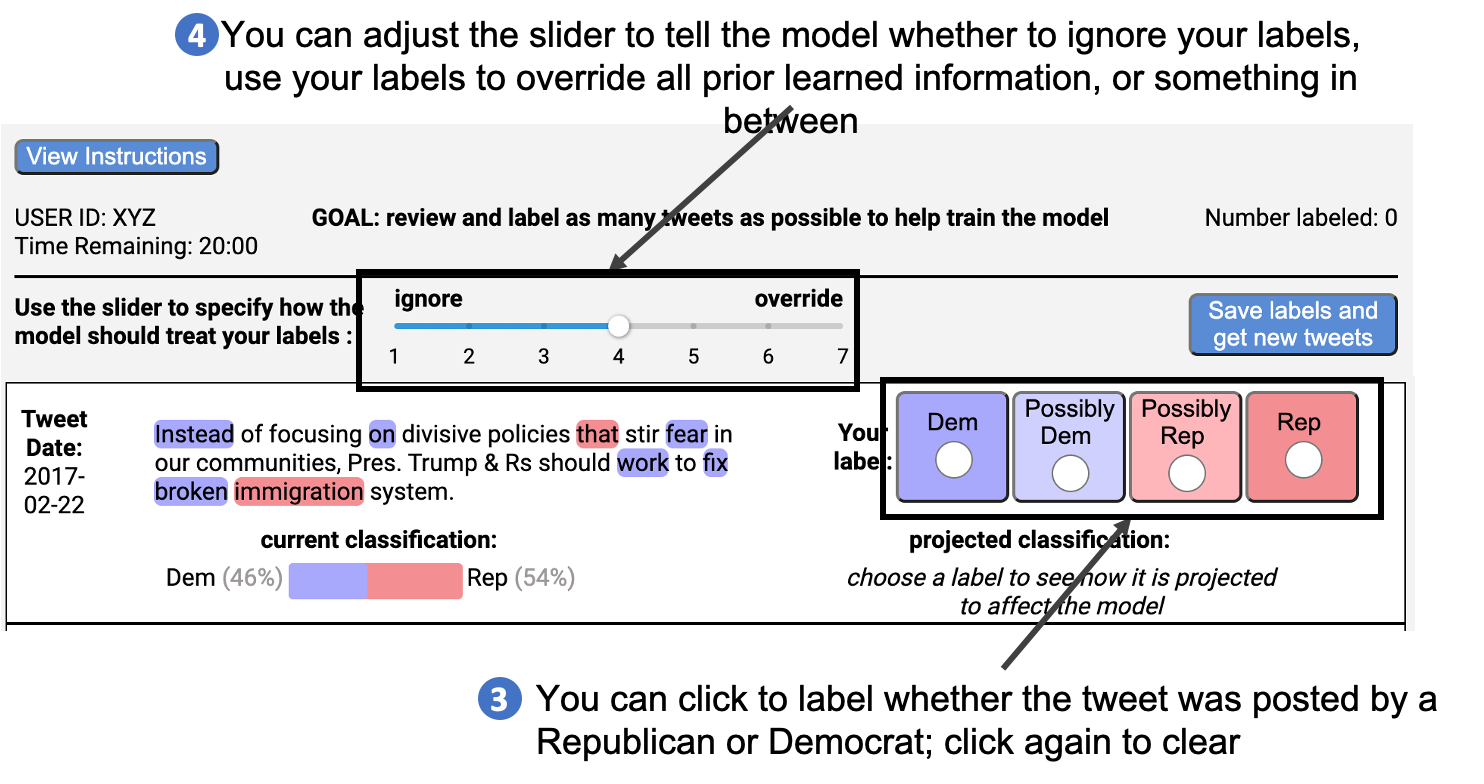 4 You can adjust the slider to tell the model whether to ignore your labels,
use your labels to override all prior learned information, or something in
between
View Instructions
USER ID: XYZ
Time Remaining: 20:00
GOAL: review and label as many tweets as possible to help train the model
Number labeled: 0
Use the slider to specify how the
model should treat your labels :
ignore override
1 2 3 4 5 6 7
Save labels and
get new tweets
Tweet
Date:
2017-
02-22
Instead of focusing on divisive policies that stir fear in
our communities, Pres. Trump & Rs should work to fix
broken immigration system.
current classification:
Dem (46%) Rep (54%)
Your
label:
Dem
Possibly
Dem
Possibly
Rep
Rep
projected classification:
choose a label to see how it is projected
to affect the model
3 You can click to label whether the tweet was posted by a
Republican or Democrat; click again to clear